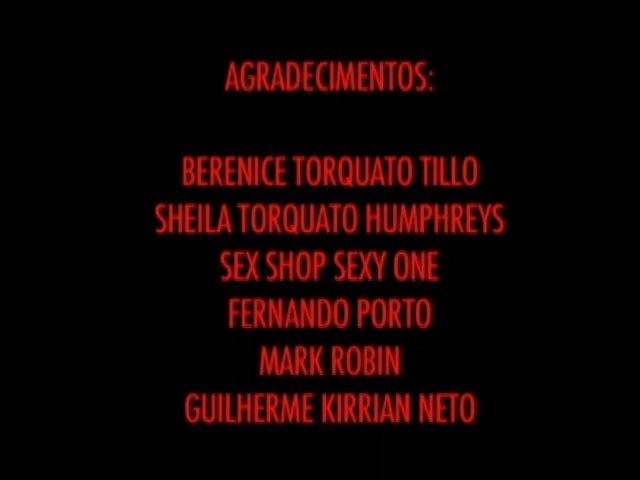 AGRADECIMENTOS:
BERENICE TORQUATO TILLO
SHEILA TORQUATO HUMPHREYS
SEX SHOP SEXY ONE
FERNANDO PORTO
MARK ROBIN
GUILHERME KIRRIAN NETO